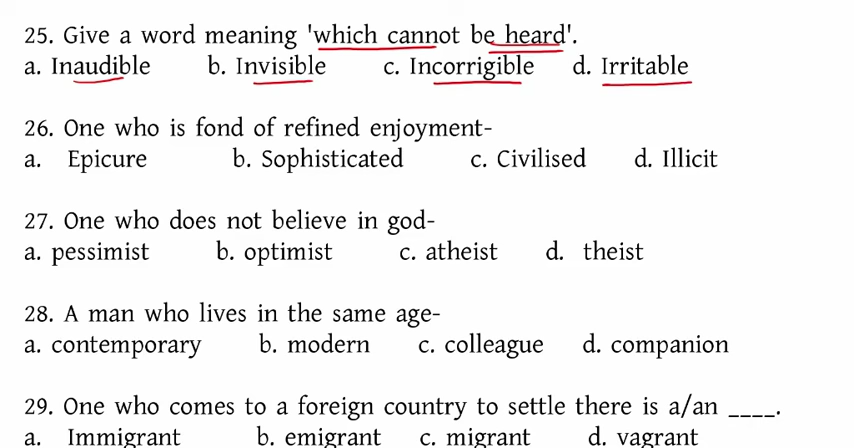 25. Give a word meaning 'which cannot be heard'.
a. Inaudible b. Invisible c. Incorrigible d. Irritable
26. One who is fond of refined enjoyment-
a. Epicure b. Sophisticated c. Civilised d. Illicit
27. One who does not believe in god-
a. pessimist b. optimist c. atheist d. theist
28. A man who lives in the same age-
a. contemporary b. modern c. colleague d. companion
29. One who comes to a foreign country to settle there is a/an ____.
a. Immigrant b. emigrant c. migrant d. vagrant